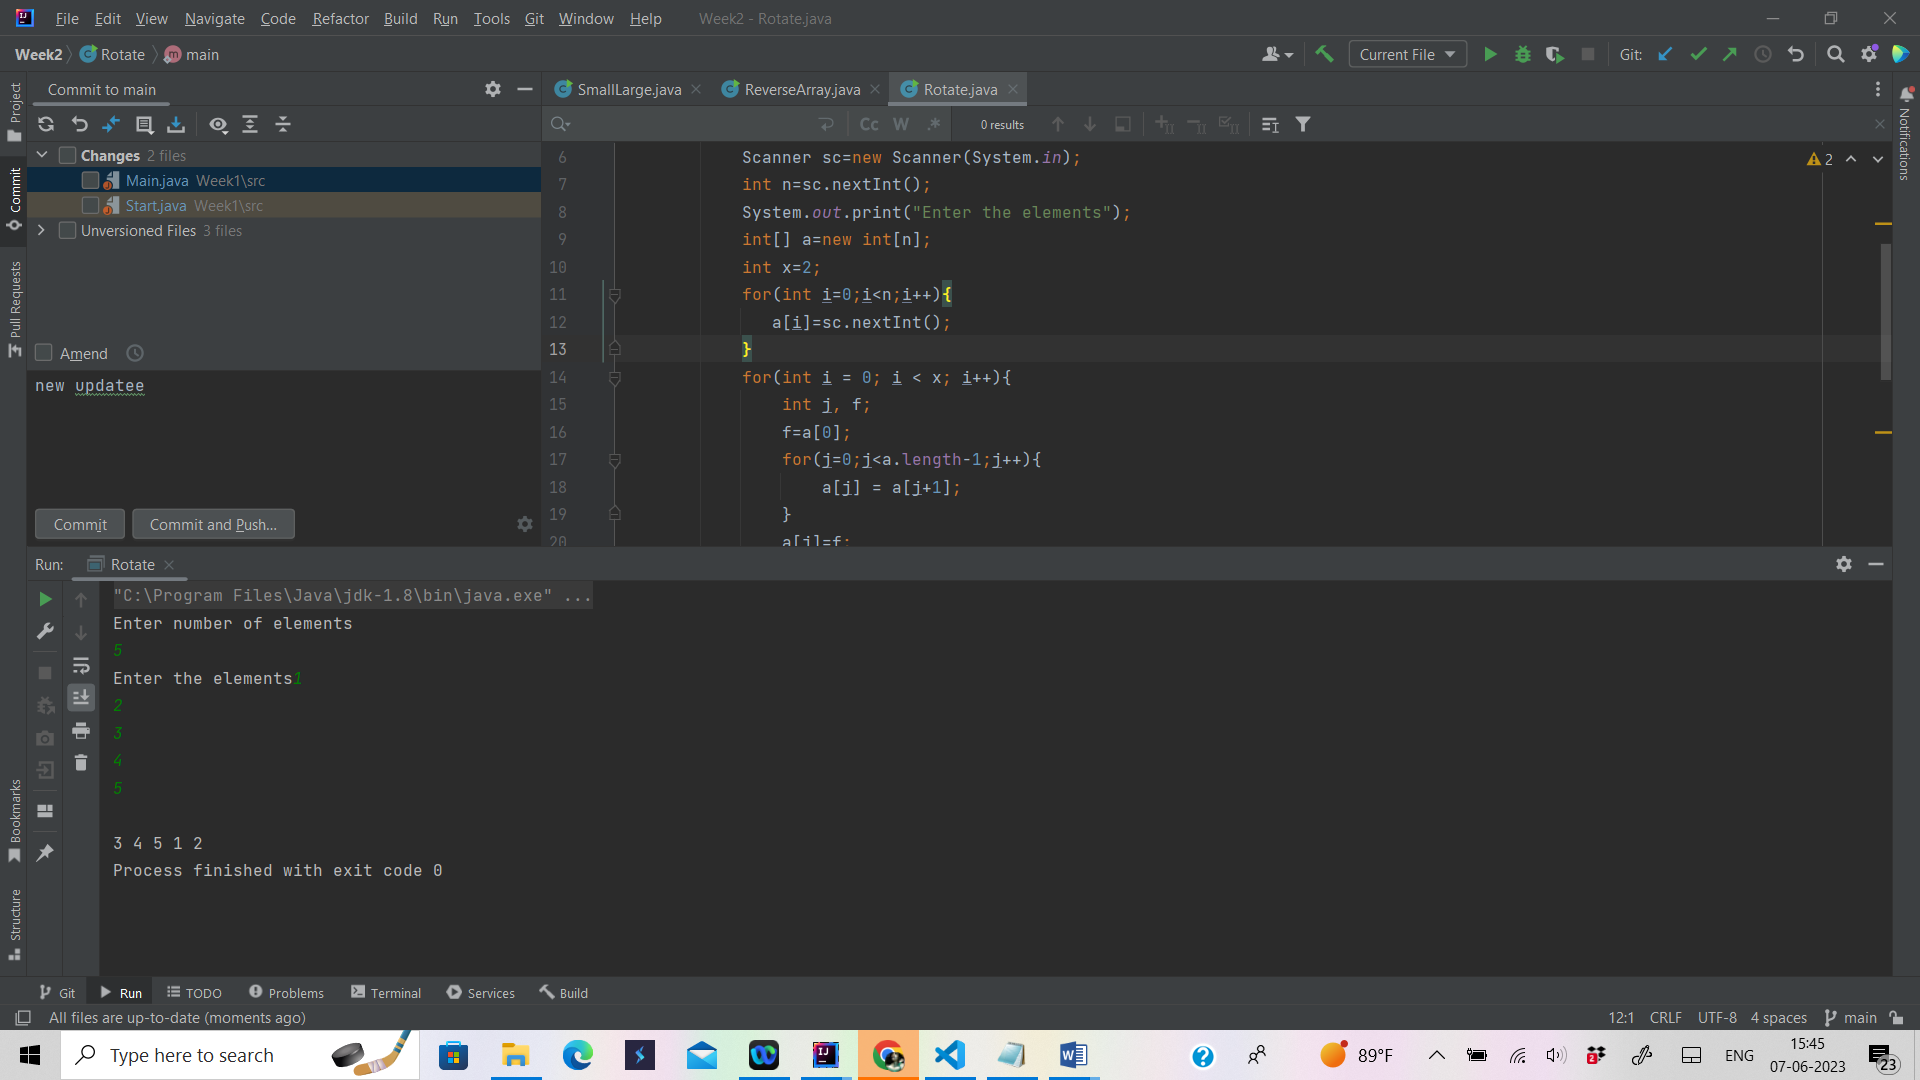 File Edit View Navigate Code Refactor Build Run Tools Git Window Help Week2 - Rotate.java
Week2 Rotate main
Current File Git:
Project
Commit
Pull Requests
Bookmarks
Structure
Notifications
Commit to main
Changes 2 files
Main.java Week1\src
Start.java Week1\src
Unversioned Files 3 files
Amend
new updatee
Commit Commit and Push...
SmallLarge.java ReverseArray.java Rotate.java
Cc W .* 0 results
2
6 Scanner sc=new Scanner(System.in);
7 int n=sc.nextInt();
8 System.out.print("Enter the elements");
9 int[] a=new int[n];
10 int x=2;
11 for(int i=0;i<n;i++){
12 a[i]=sc.nextInt();
13 }
14 for(int i = 0; i < x; i++){
15 int j, f;
16 f=a[0];
17 for(j=0;j<a.length-1;j++){
18 a[j] = a[j+1];
19 }
20 a[j]=f;
Run: Rotate
"C:\Program Files\Java\jdk-1.8\bin\java.exe" ...
Enter number of elements
5
Enter the elements1
2
3
4
5
3 4 5 1 2
Process finished with exit code 0
Git Run TODO Problems Terminal Services Build
All files are up-to-date (moments ago) 12:1 CRLF UTF-8 4 spaces main
Type here to search 89°F ENG 15:45
07-06-2023 23